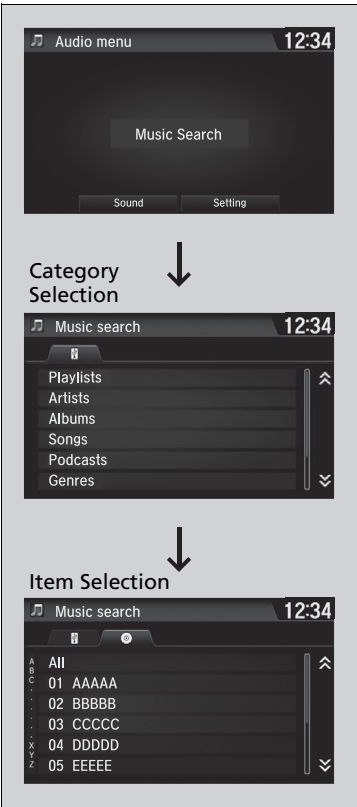 Audio menu 12:34
Music Search
Sound Setting
Category
Selection
Music search 12:34
Playlists
Artists
Albums
Songs
Podcasts
Genres
Item Selection
Music search 12:34
All
01 AAAAA
02 BBBBB
03 CCCCC
04 DDDDD
05 EEEEE
A
B
C
.
.
.
.
X
Y
Z